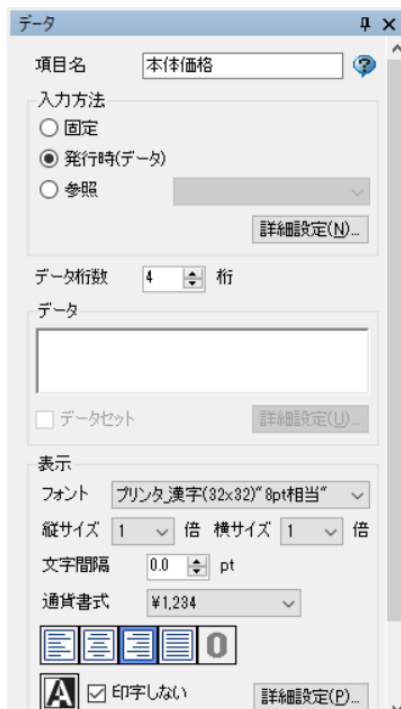 データ
項目名 本体価格
入力方法
固定
発行時(データ)
参照
詳細設定(N)...
データ桁数 4 桁
データ
データセット 詳細設定(U)...
表示
フォント プリンタ漢字(32x32)"8pt相当"
縦サイズ 1 倍 横サイズ 1 倍
文字間隔 0.0 pt
通貨書式 ¥1,234
0
A 印字しない 詳細設定(P)...